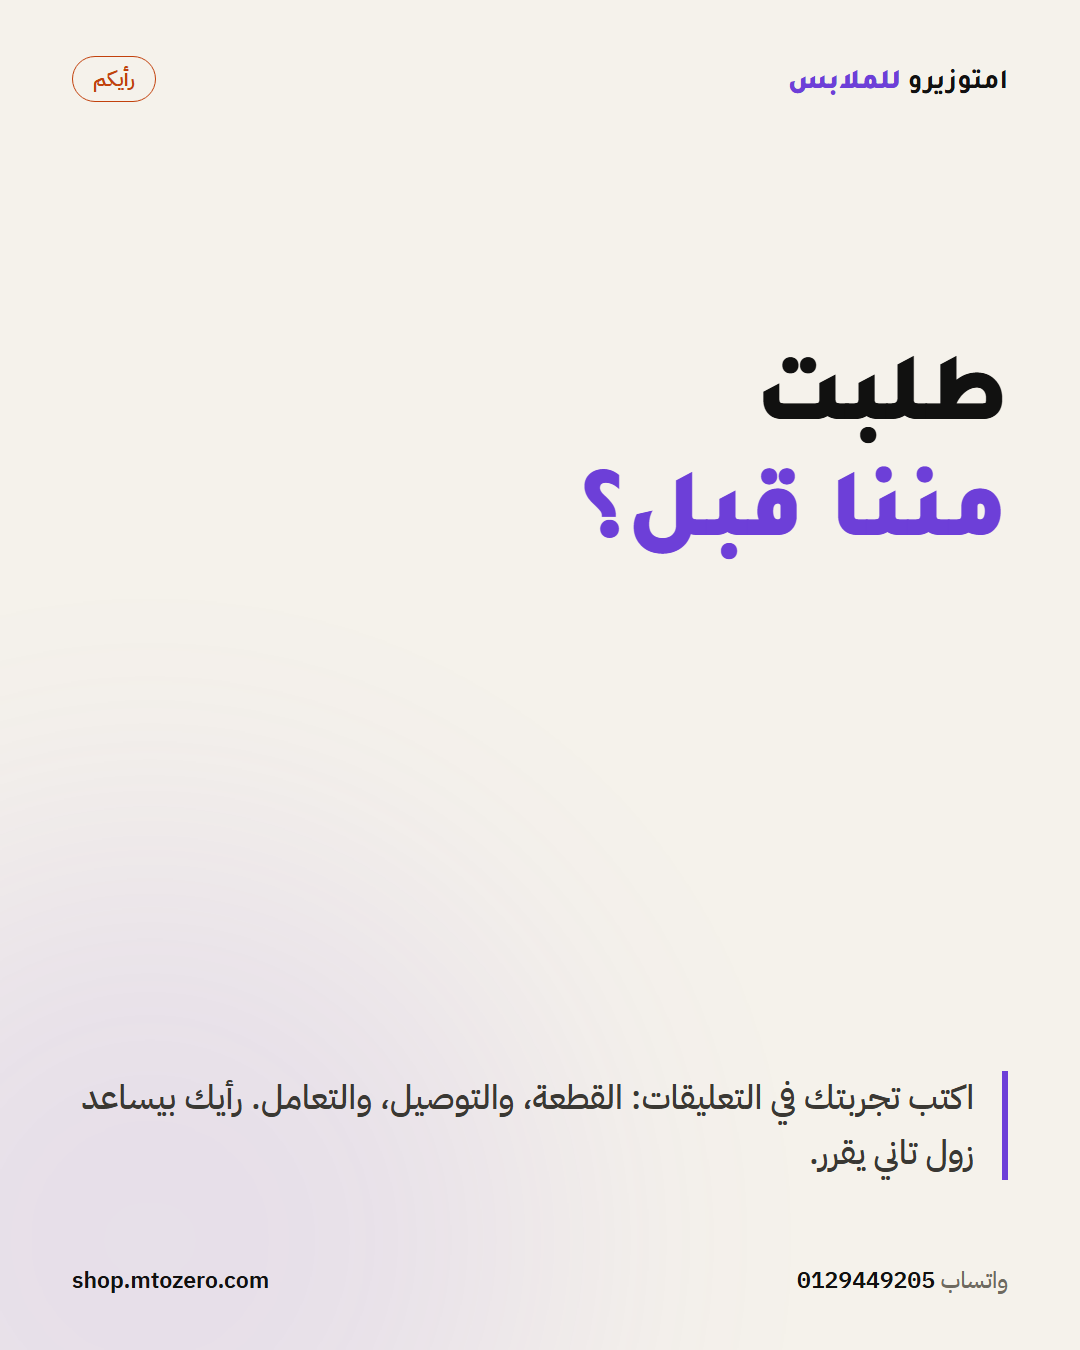 امتوزيرو للملابس
رأيكم
طلبت
مننا قبل؟
اكتب تجربتك في التعليقات: القطعة، والتوصيل، والتعامل. رأيك بيساعد
زول تاني يقرر.
واتساب 0129449205
shop.mtozero.com